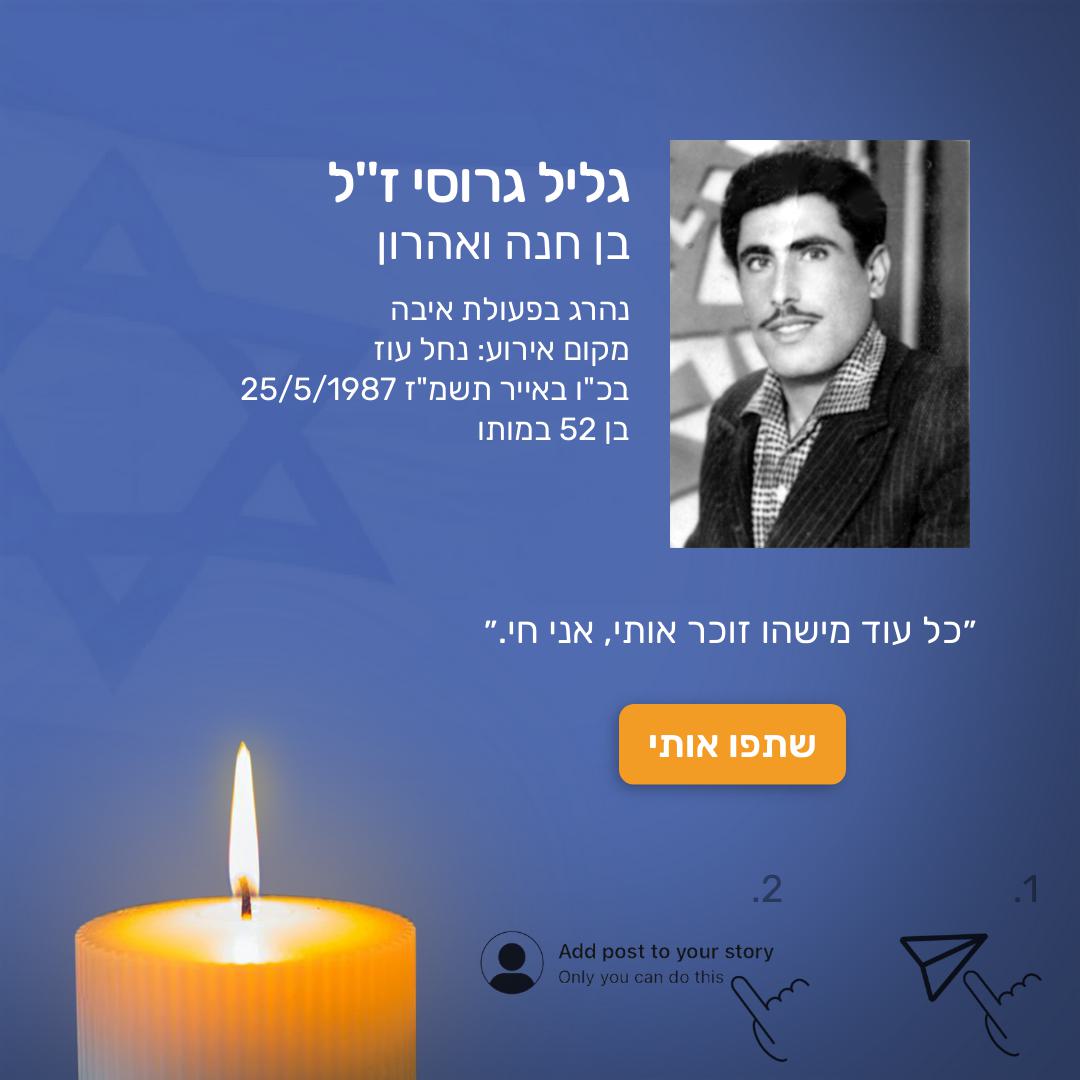 גליל גרוסי ז"ל
בן חנה ואהרון
נהרג בפעולת איבה
מקום אירוע: נחל עוז
בכ"ו באייר תשמ"ז 25/5/1987
בן 52 במותו
"כל עוד מישהו זוכר אותי, אני חי."
שתפו אותי
1.
2.
Add post to your story
Only you can do this